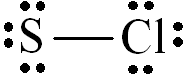 S — Cl